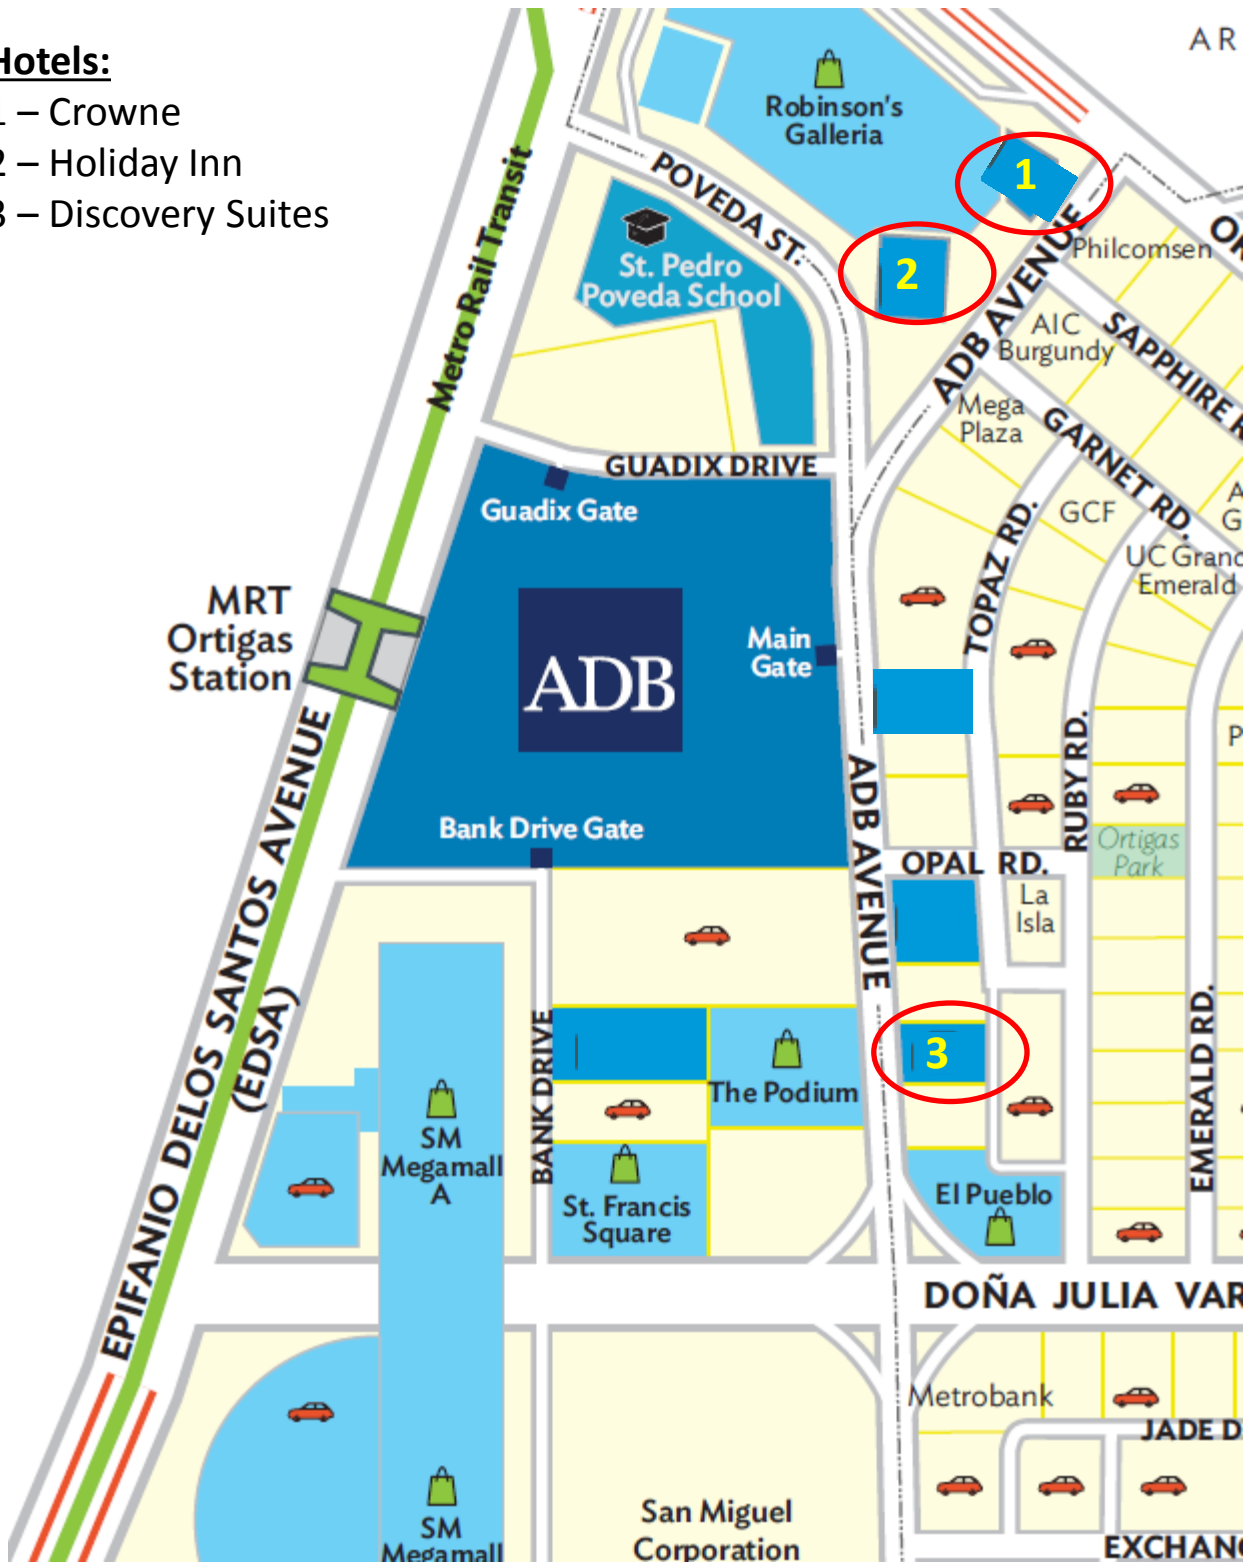 Hotels:
1 – Crowne
2 – Holiday Inn
3 – Discovery Suites
A R
Robinson's
Galleria
1
2
POVEDA ST.
Metro Rail Transit
St. Pedro
Poveda School
ADB AVENUE
Philcomsen
AIC
Burgundy
SAPPHIRE R
Mega
Plaza
GARNET RD.
GUADIX DRIVE
Guadix Gate
GCF
TOPAZ RD.
UC Grand
Emerald
MRT
Ortigas
Station
ADB
Main
Gate
RUBY RD.
P
ADB AVENUE
Bank Drive Gate
Ortigas
Park
OPAL RD.
La
Isla
EPIFANIO DELOS SANTOS AVENUE
(EDSA)
BANK DRIVE
EMERALD RD.
3
The Podium
SM
Megamall
A
St. Francis
Square
El Pueblo
DOÑA JULIA VAR
Metrobank
JADE D
San Miguel
Corporation
SM
Megamall
EXCHAN